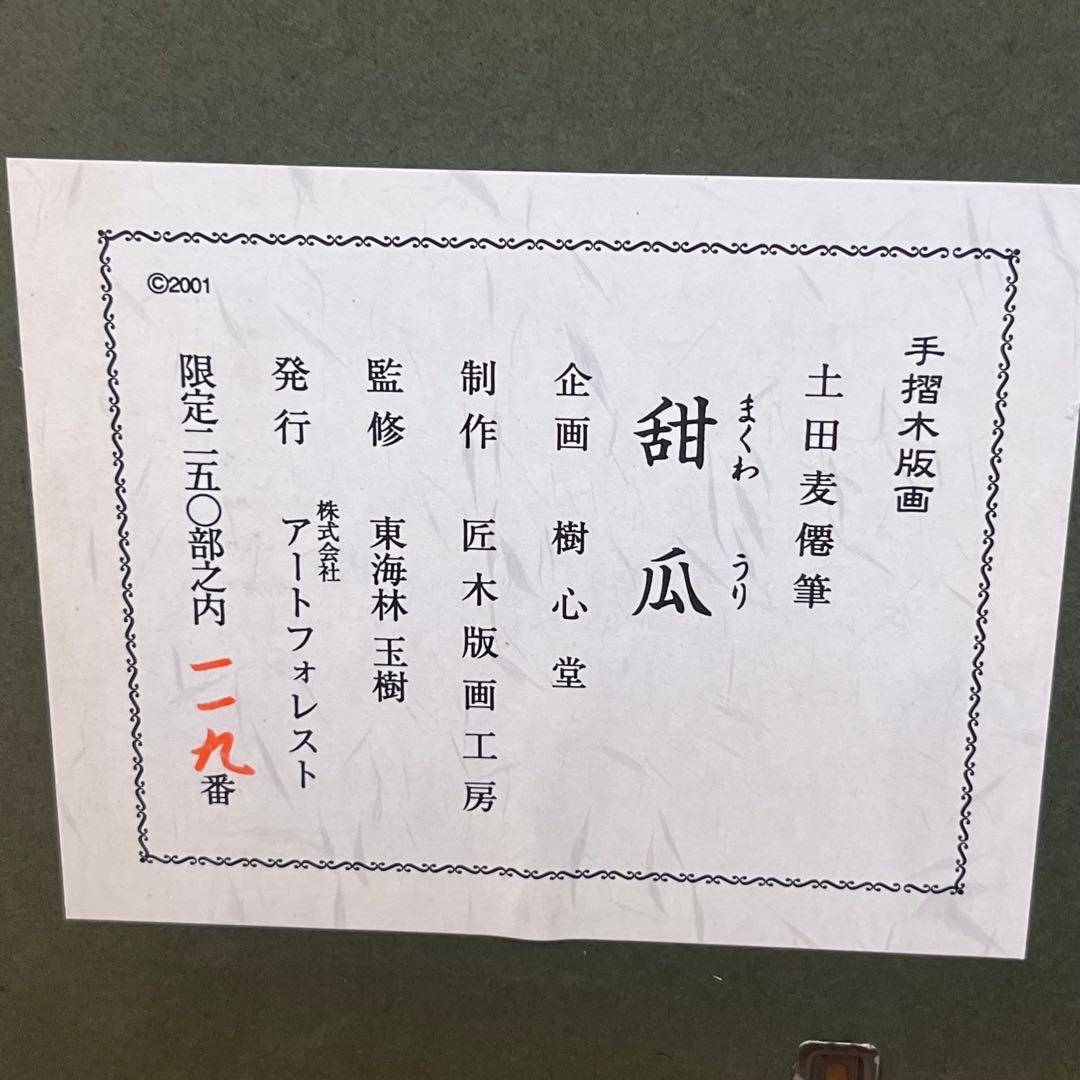 手摺木版画
土田麦僊筆
まくわ うり
甜瓜
企画 樹心堂
制作 匠木版画工房
監修 東海林玉樹
発行 株式会社 アートフォレスト
限定二五〇部之内 一一九番
©2001